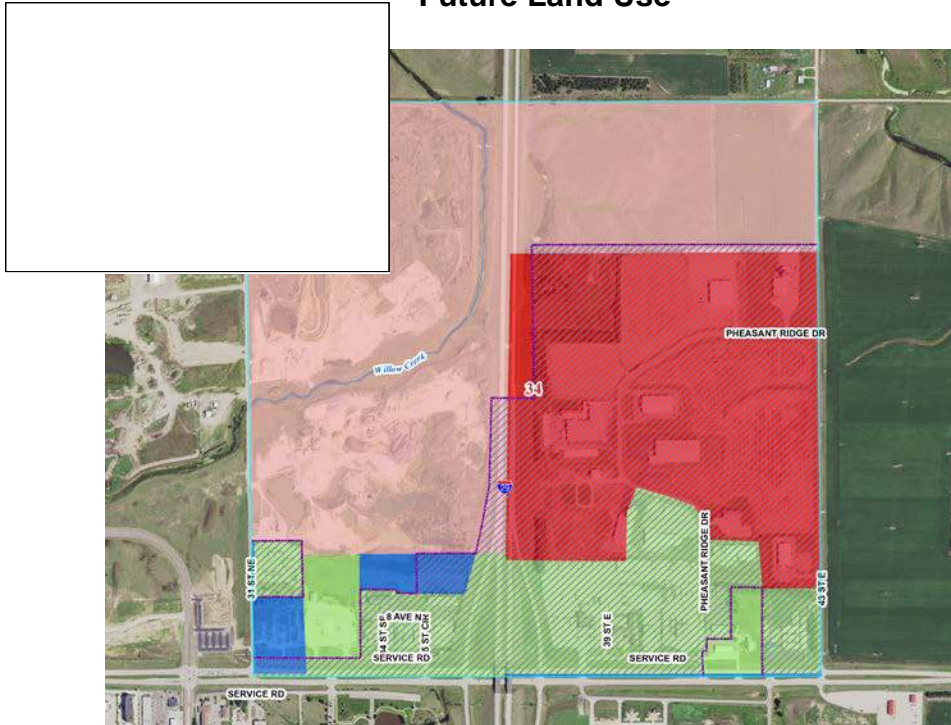 Future Land Use
PHEASANT RIDGE DR
Willow Creek
34
29
PHEASANT RIDGE DR
31 ST NE
43 ST E
8 AVE N
39 ST E
SERVICE RD
SERVICE RD
SERVICE RD